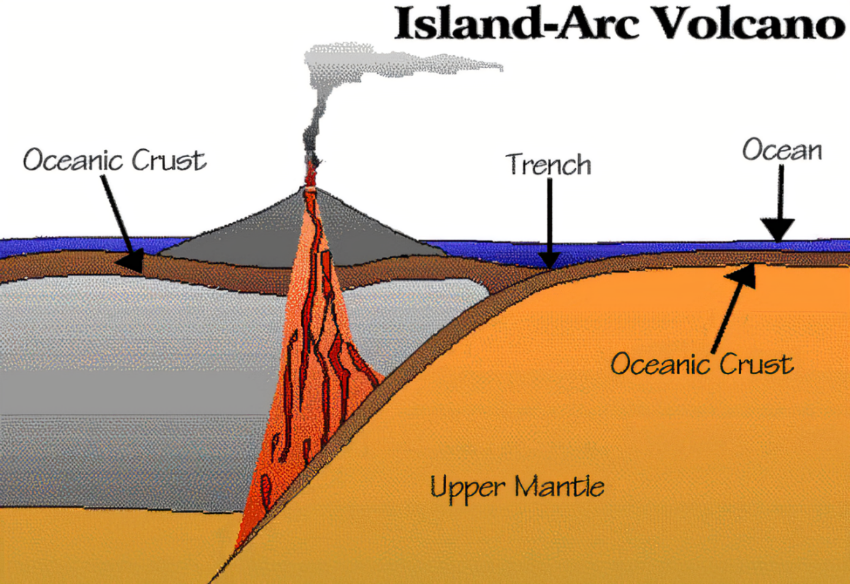 Island-Arc Volcano
Oceanic Crust
Trench
Ocean
Oceanic Crust
Upper Mantle